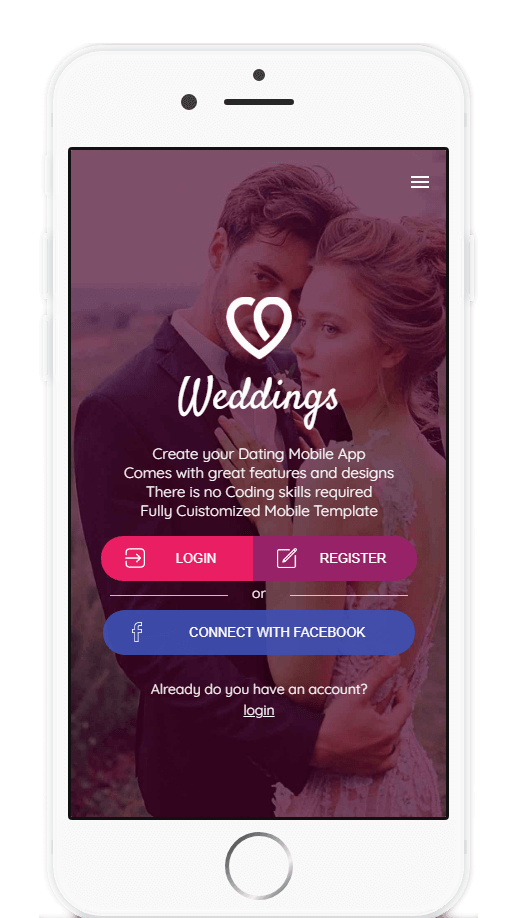 Weddings
Create your Dating Mobile App
Comes with great features and designs
There is no Coding skills required
Fully Cuistomized Mobile Template
LOGIN REGISTER
or
CONNECT WITH FACEBOOK
Already do you have an account?
login